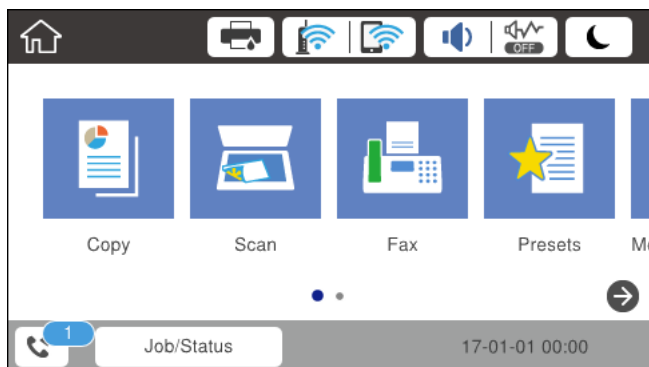 OFF
Copy
Scan
Fax
Presets
1
Job/Status
17-01-01 00:00